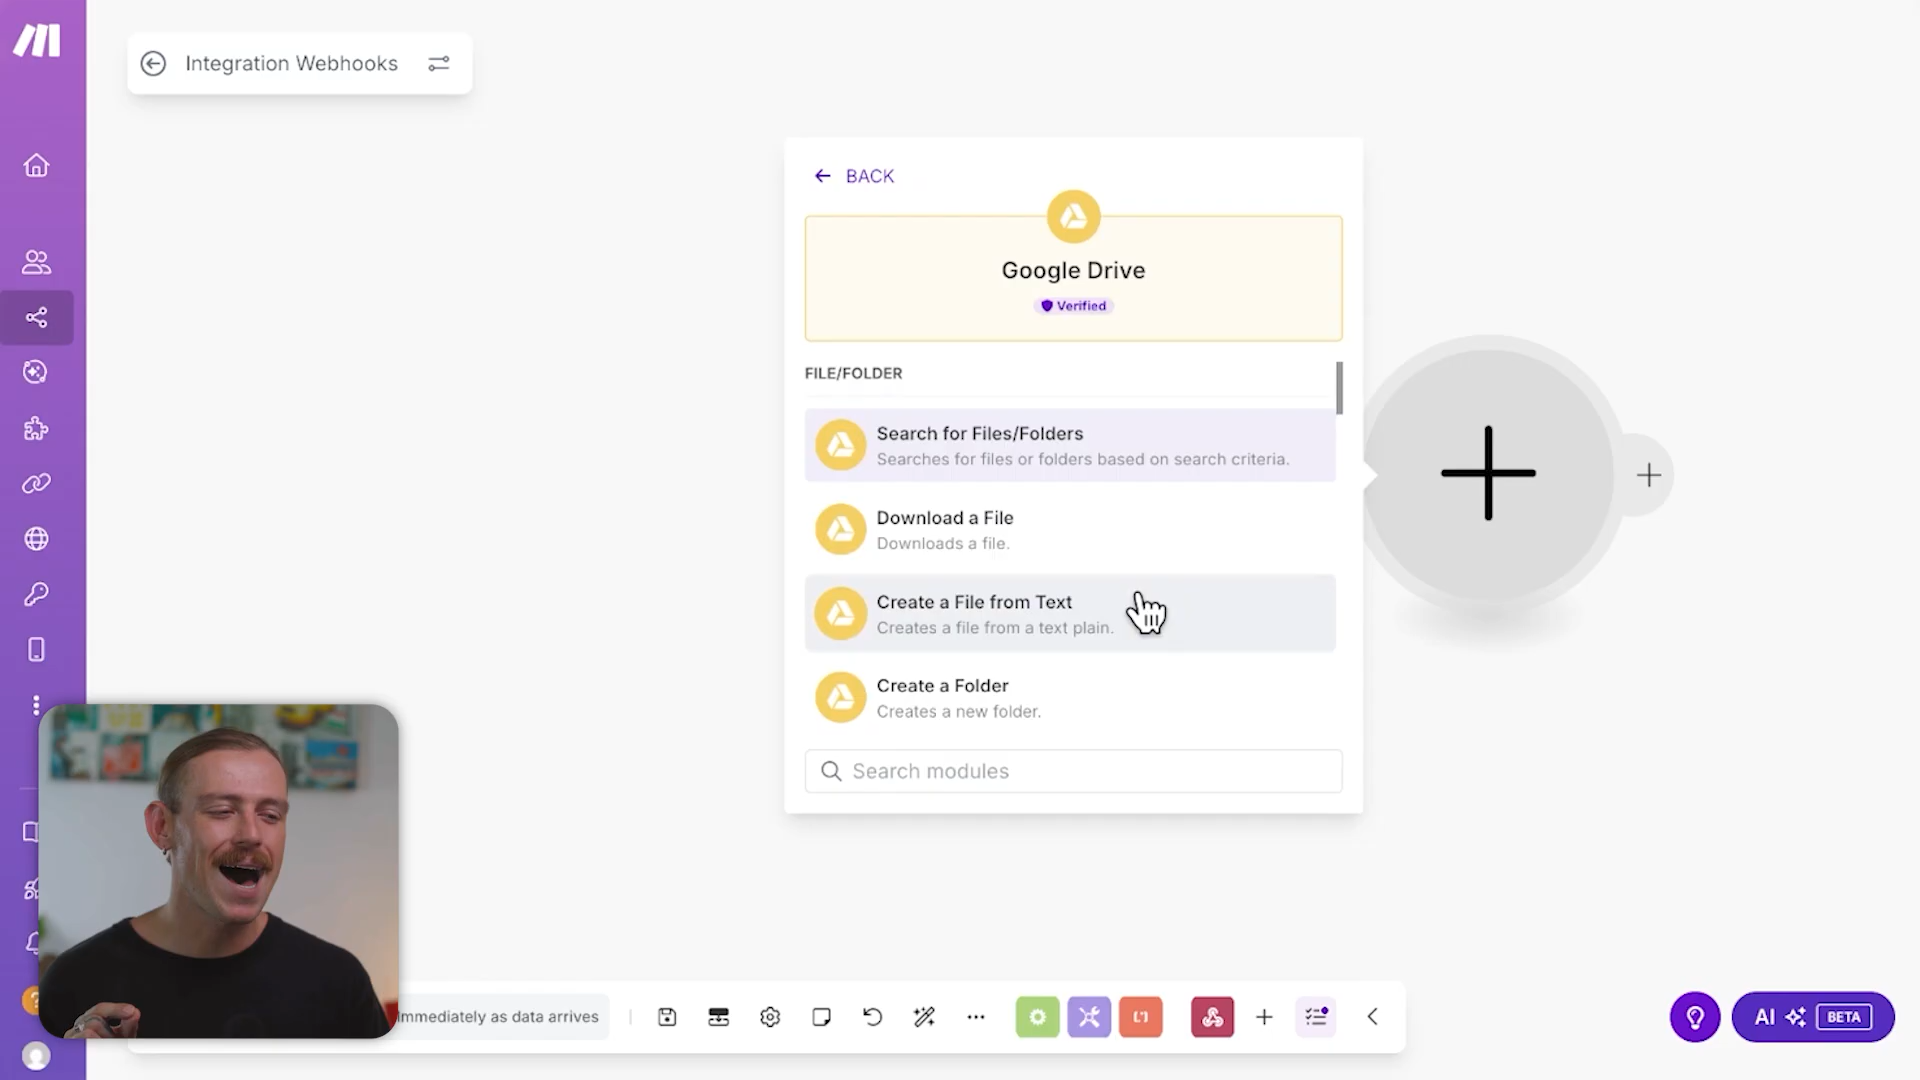 Integration Webhooks
BACK
Google Drive
Verified
FILE/FOLDER
Search for Files/Folders
Searches for files or folders based on search criteria.
Download a File
Downloads a file.
Create a File from Text
Creates a file from a text plain.
Create a Folder
Creates a new folder.
Search modules
Immediately as data arrives
AI BETA